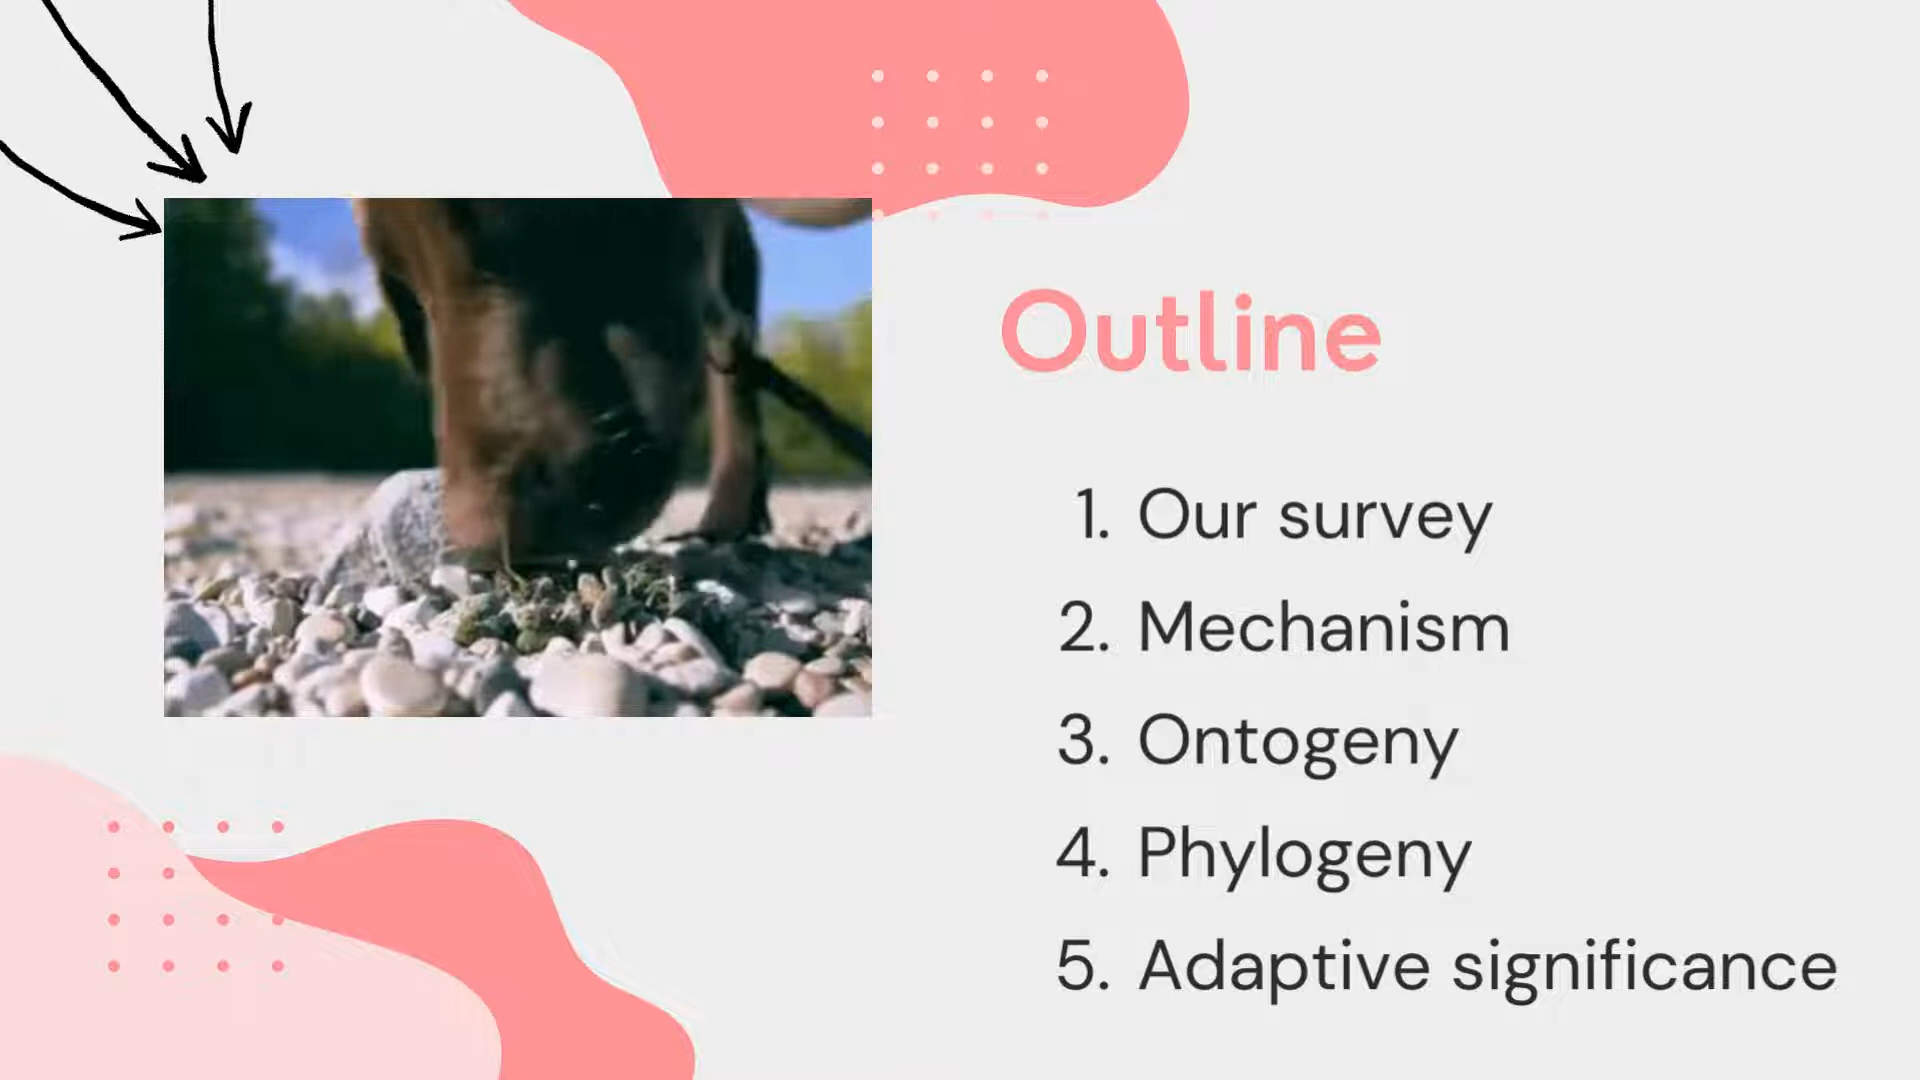 Outline
1. Our survey
2. Mechanism
3. Ontogeny
4. Phylogeny
5. Adaptive significance